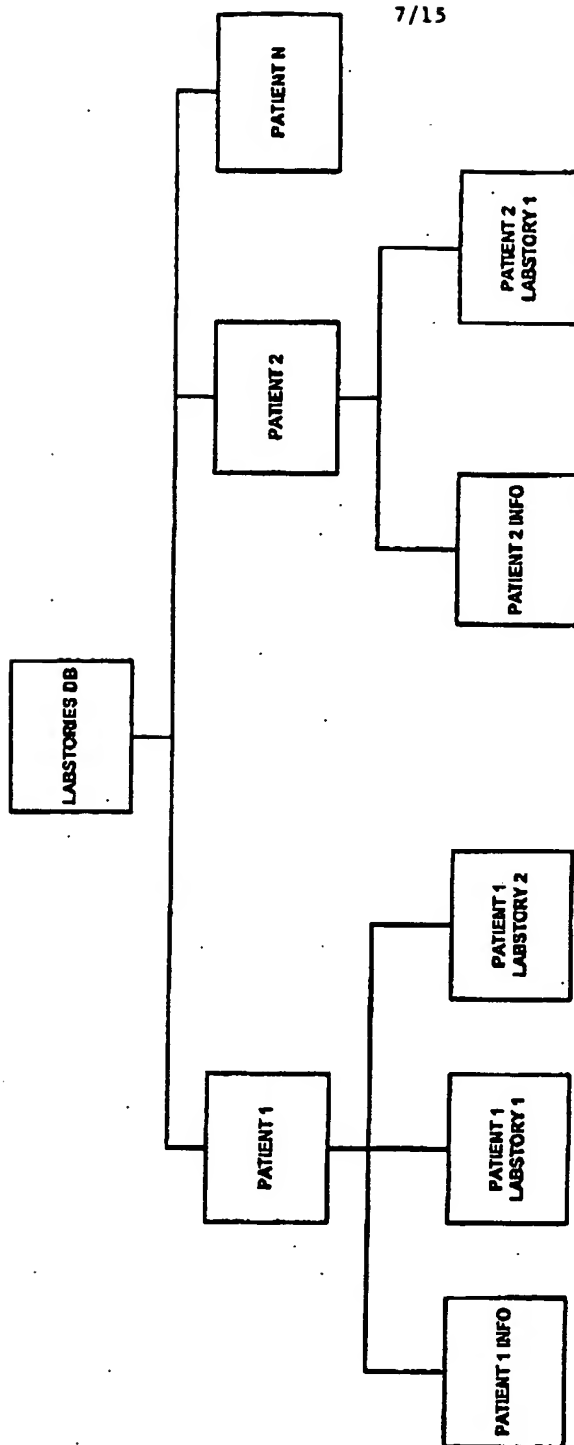 7/15
LABSTORIES DB
PATIENT 1
PATIENT 2
PATIENT N
PATIENT 1 INFO
PATIENT 1
LABSTORY 1
PATIENT 1
LABSTORY 2
PATIENT 2 INFO
PATIENT 2
LABSTORY 1